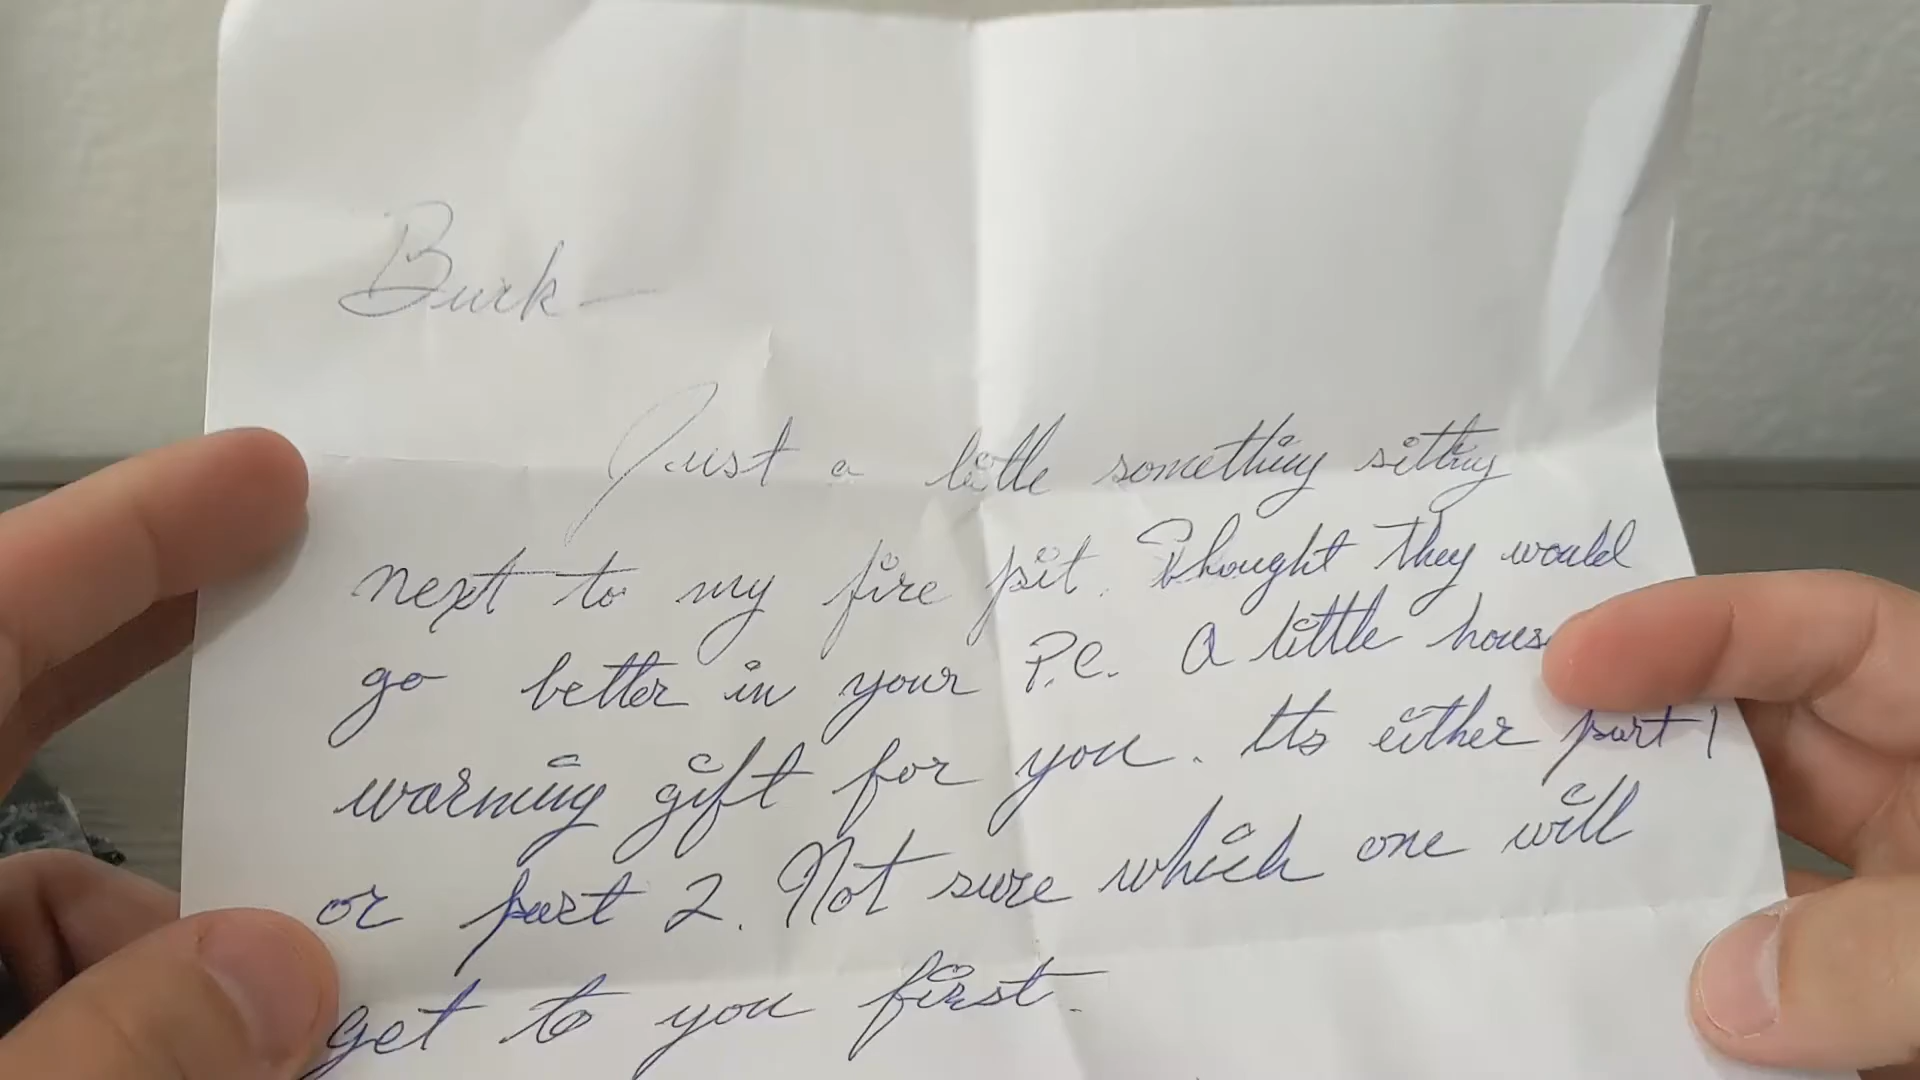 Burk-
Just a little something sitting
next to my fire pit. Thought they would
go better in your P.C. A little hous
warming gift for you. Its either part 1
or part 2. Not sure which one will
get to you first.